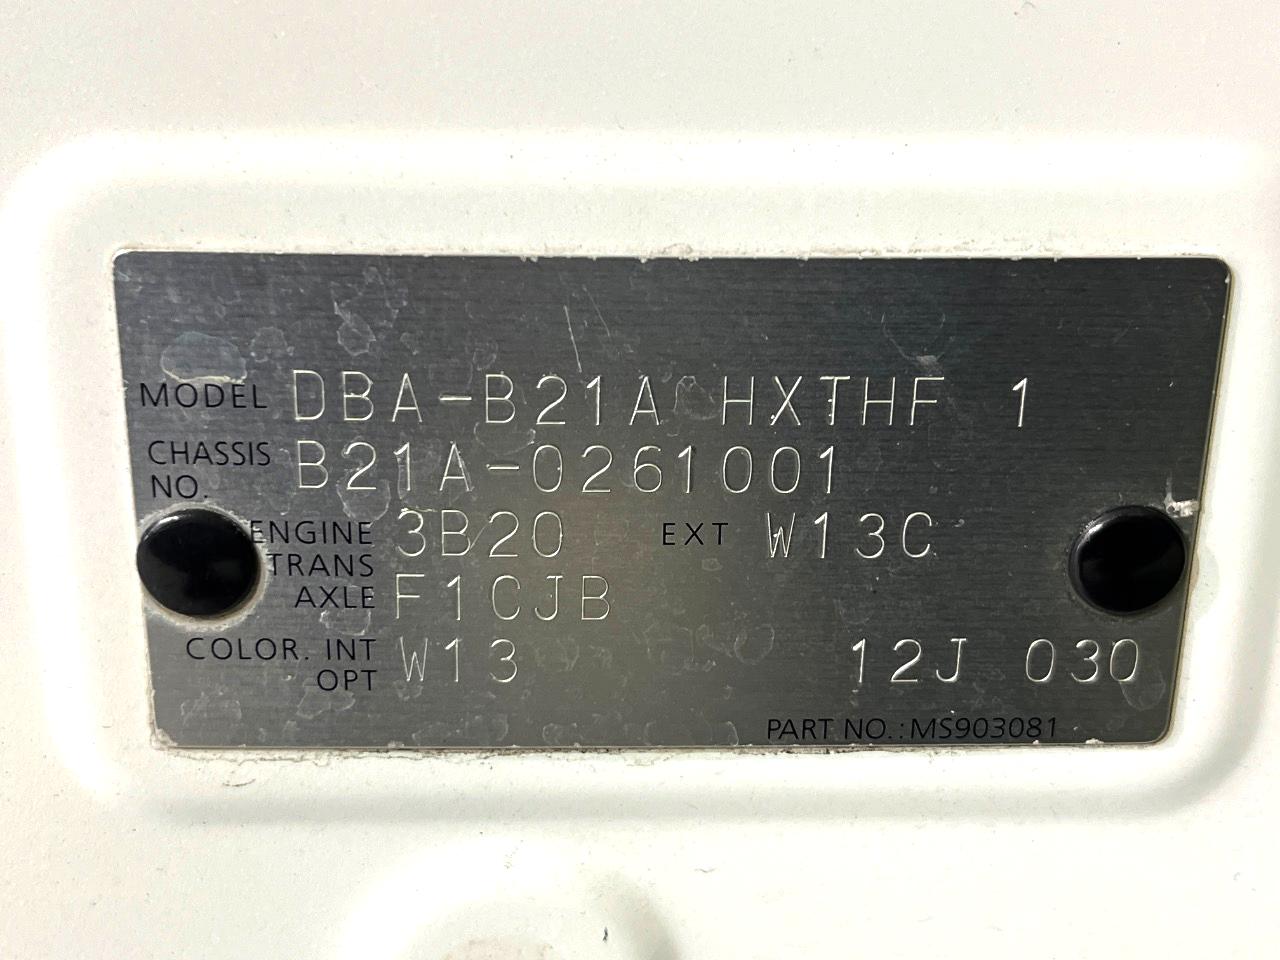 MODEL DBA-B21A HXTHF 1
CHASSIS NO. B21A-0261001
ENGINE 3B20 EXT W13C
TRANS AXLE F1CJB
COLOR. INT OPT W13 12J 030
PART NO.: MS903081